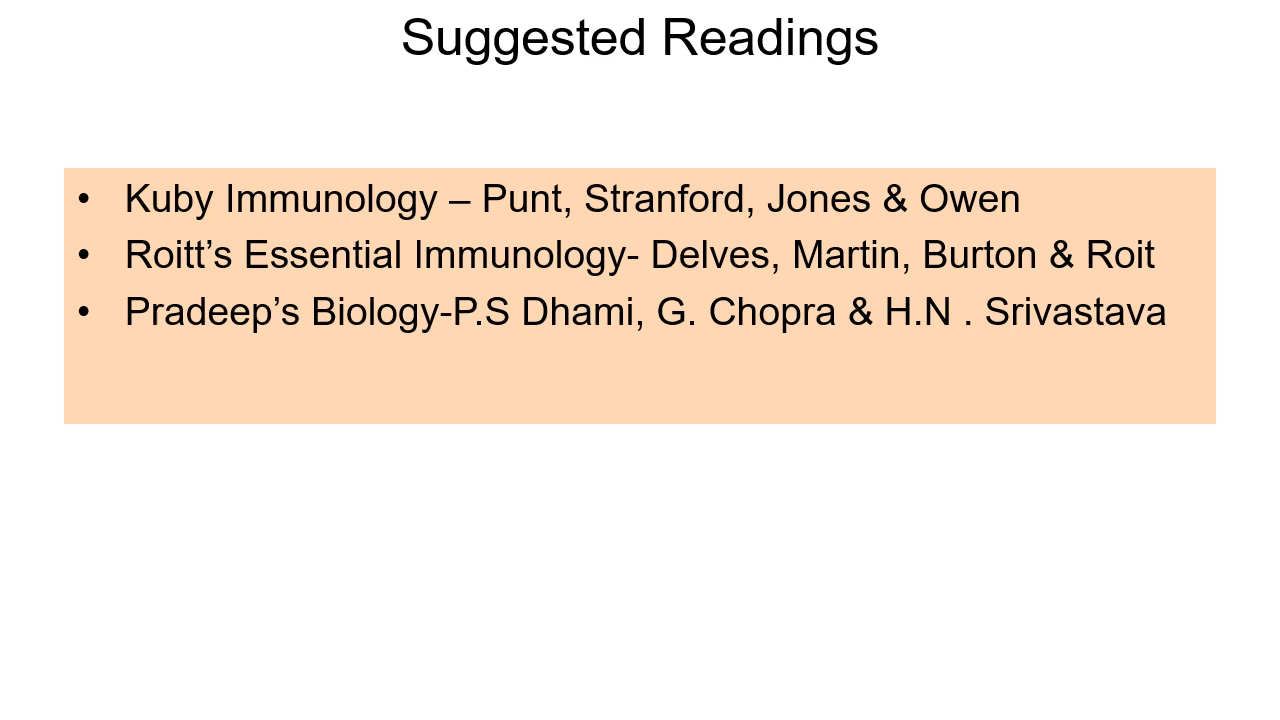 Suggested Readings
• Kuby Immunology – Punt, Stranford, Jones & Owen
• Roitt’s Essential Immunology- Delves, Martin, Burton & Roit
• Pradeep’s Biology-P.S Dhami, G. Chopra & H.N . Srivastava